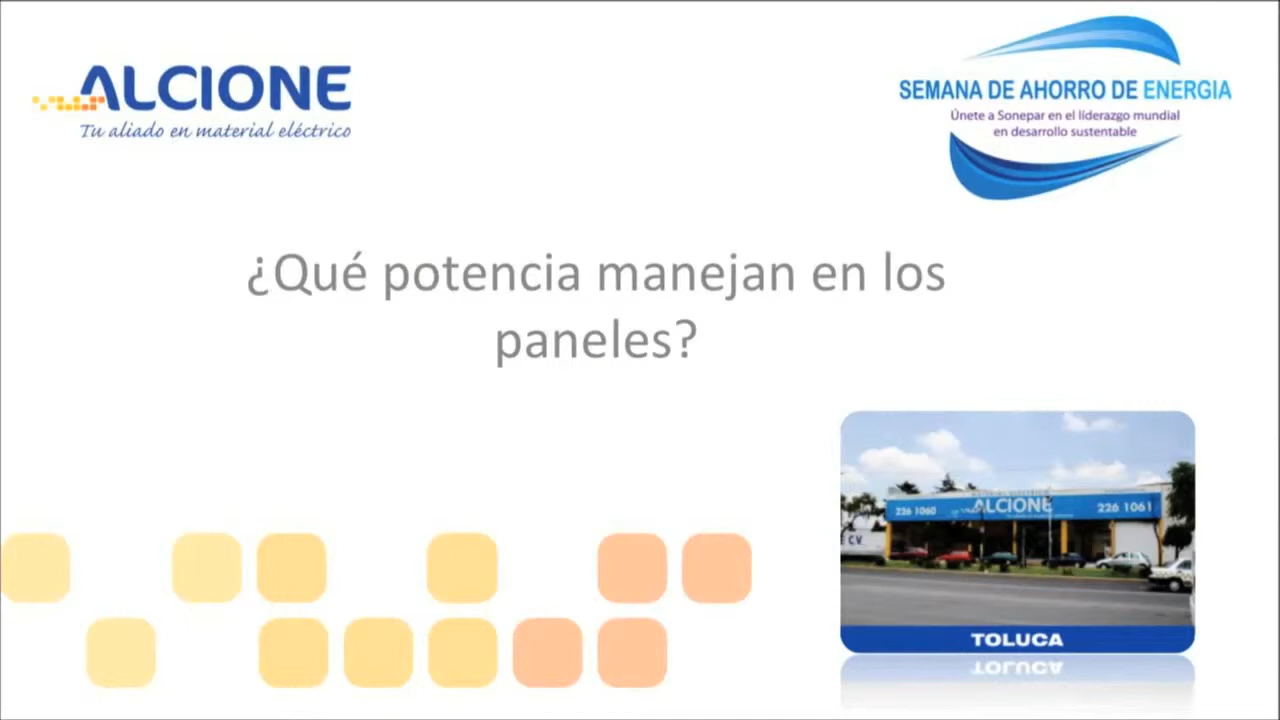 ALCIONE
Tu aliado en material eléctrico
SEMANA DE AHORRO DE ENERGIA
Únete a Sonepar en el líderazgo mundial
en desarrollo sustentable
¿Qué potencia manejan en los
paneles?
226 1060
ALCIONE
226 1061
E C.V.
TOLUCA